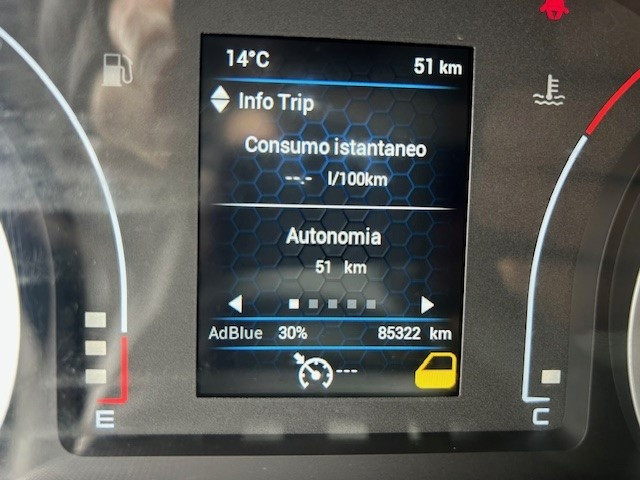 14°C 51 km
Info Trip
Consumo istantaneo
--.- l/100km
Autonomia
51 km
AdBlue 30% 85322 km
---
E C